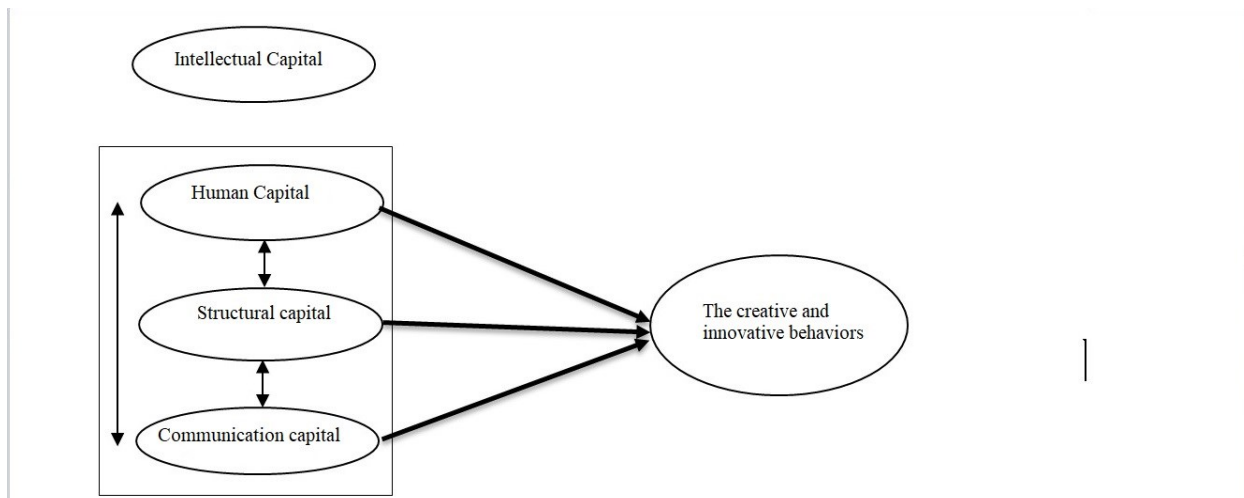 Intellectual Capital
Human Capital
Structural capital
Communication capital
The creative and
innovative behaviors